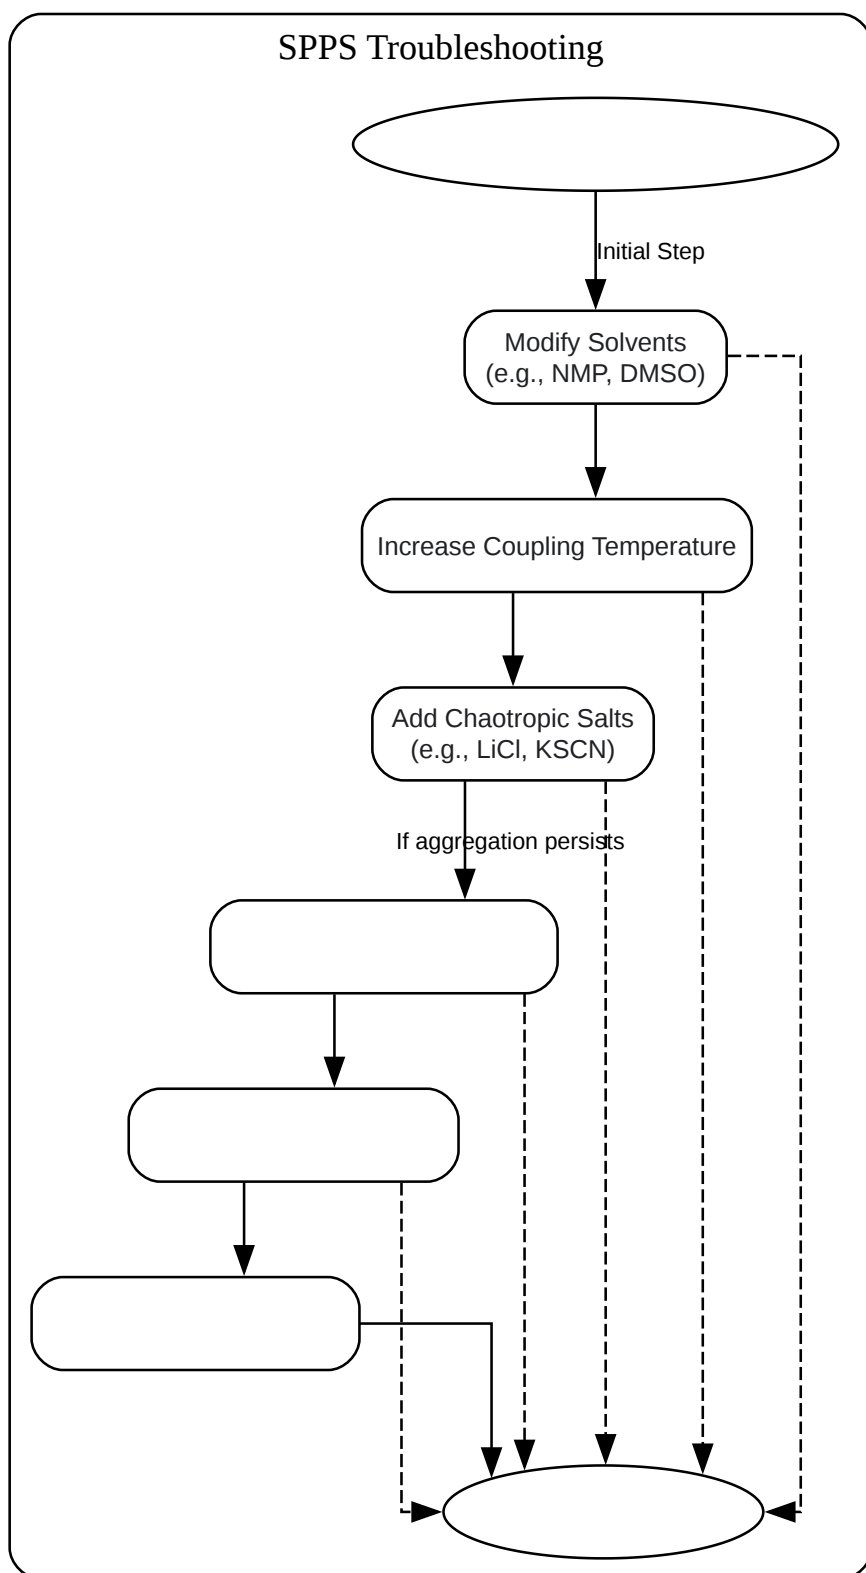 SPPS Troubleshooting
Initial Step
Modify Solvents
(e.g., NMP, DMSO)
Increase Coupling Temperature
Add Chaotropic Salts
(e.g., LiCl, KSCN)
If aggregation persists